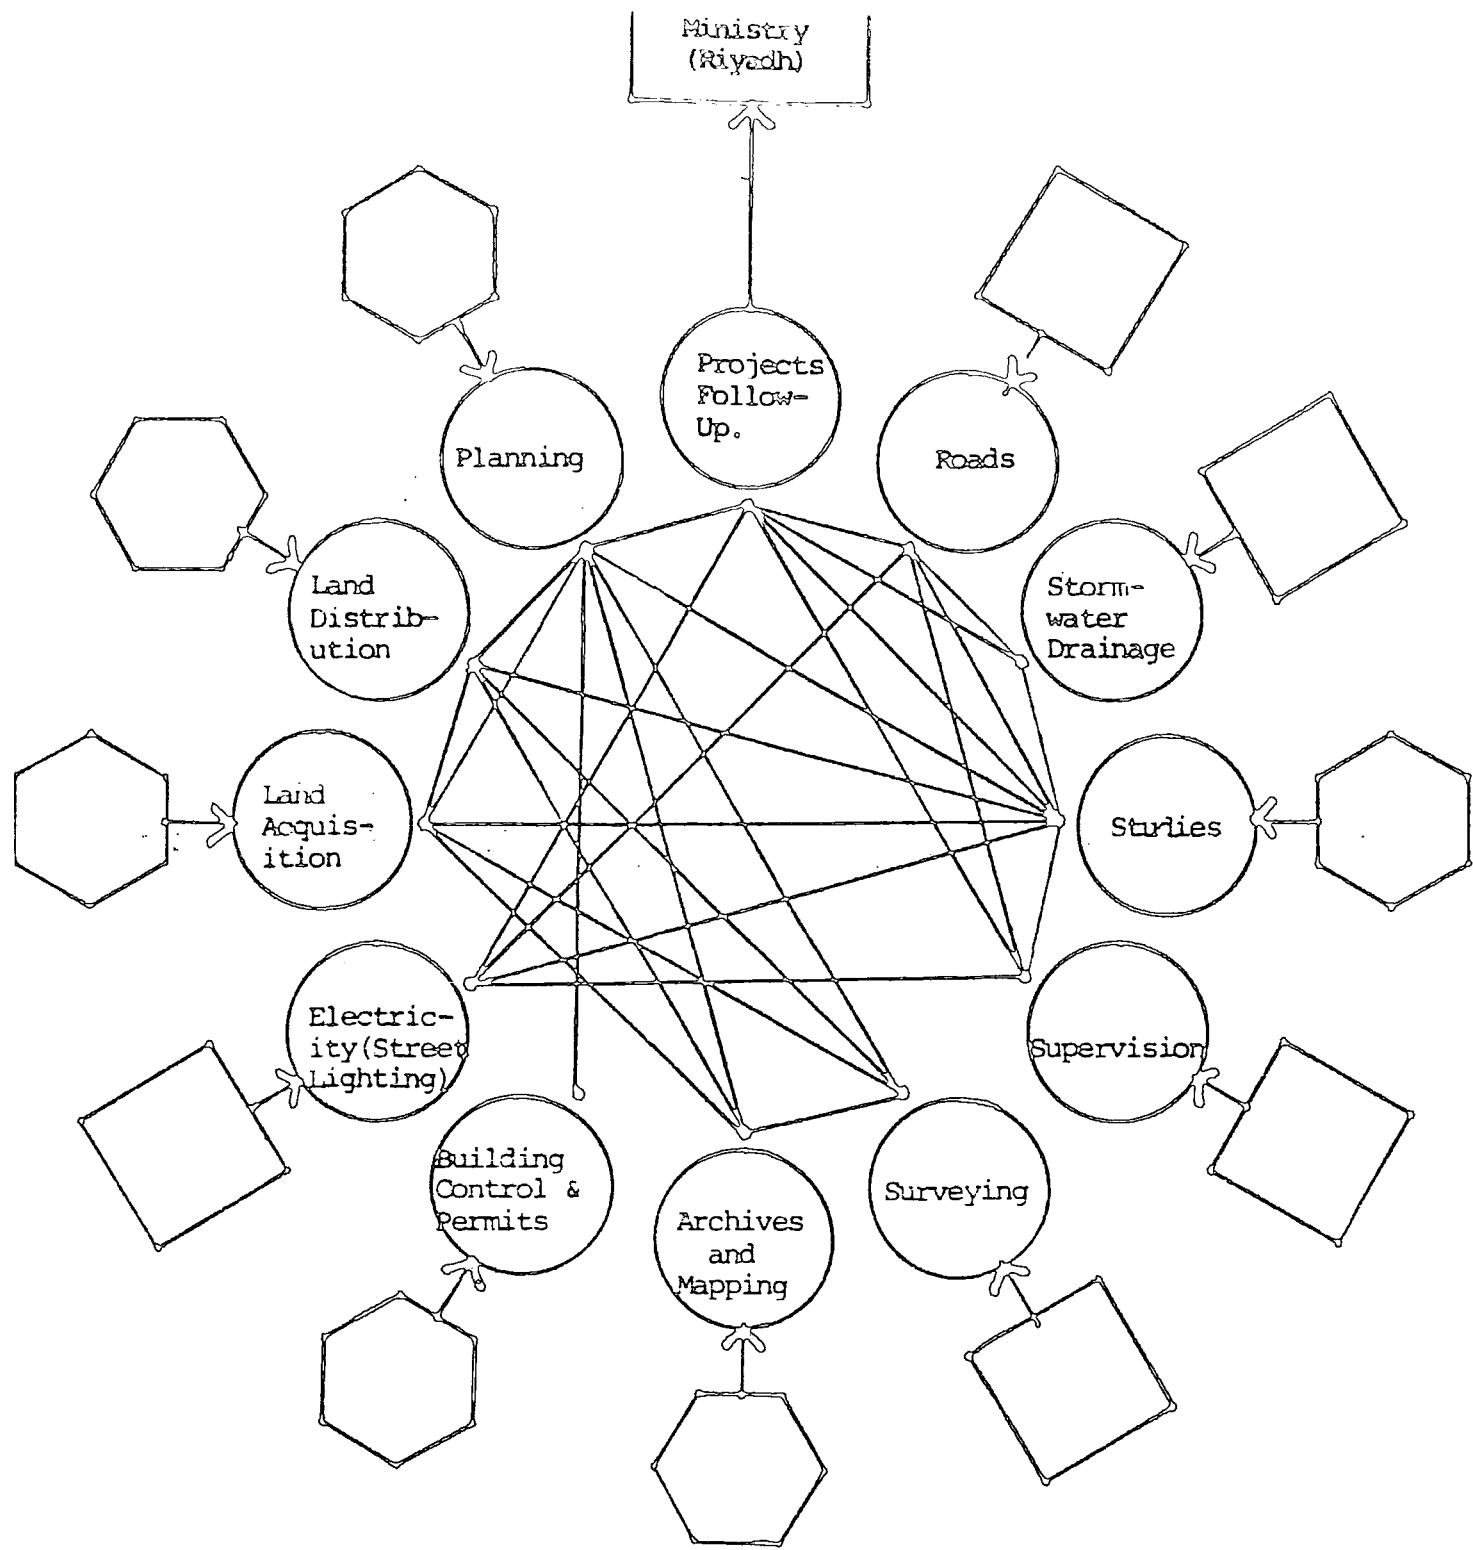 Ministry
(Riyadh)
Projects
Follow-
Up.
Planning
Roads
Land
Distrib-
ution
Storm-
water
Drainage
Land
Acquis-
ition
Studies
Electric-
ity(Street
Lighting)
Supervision
Building
Control &
Permits
Surveying
Archives
and
Mapping